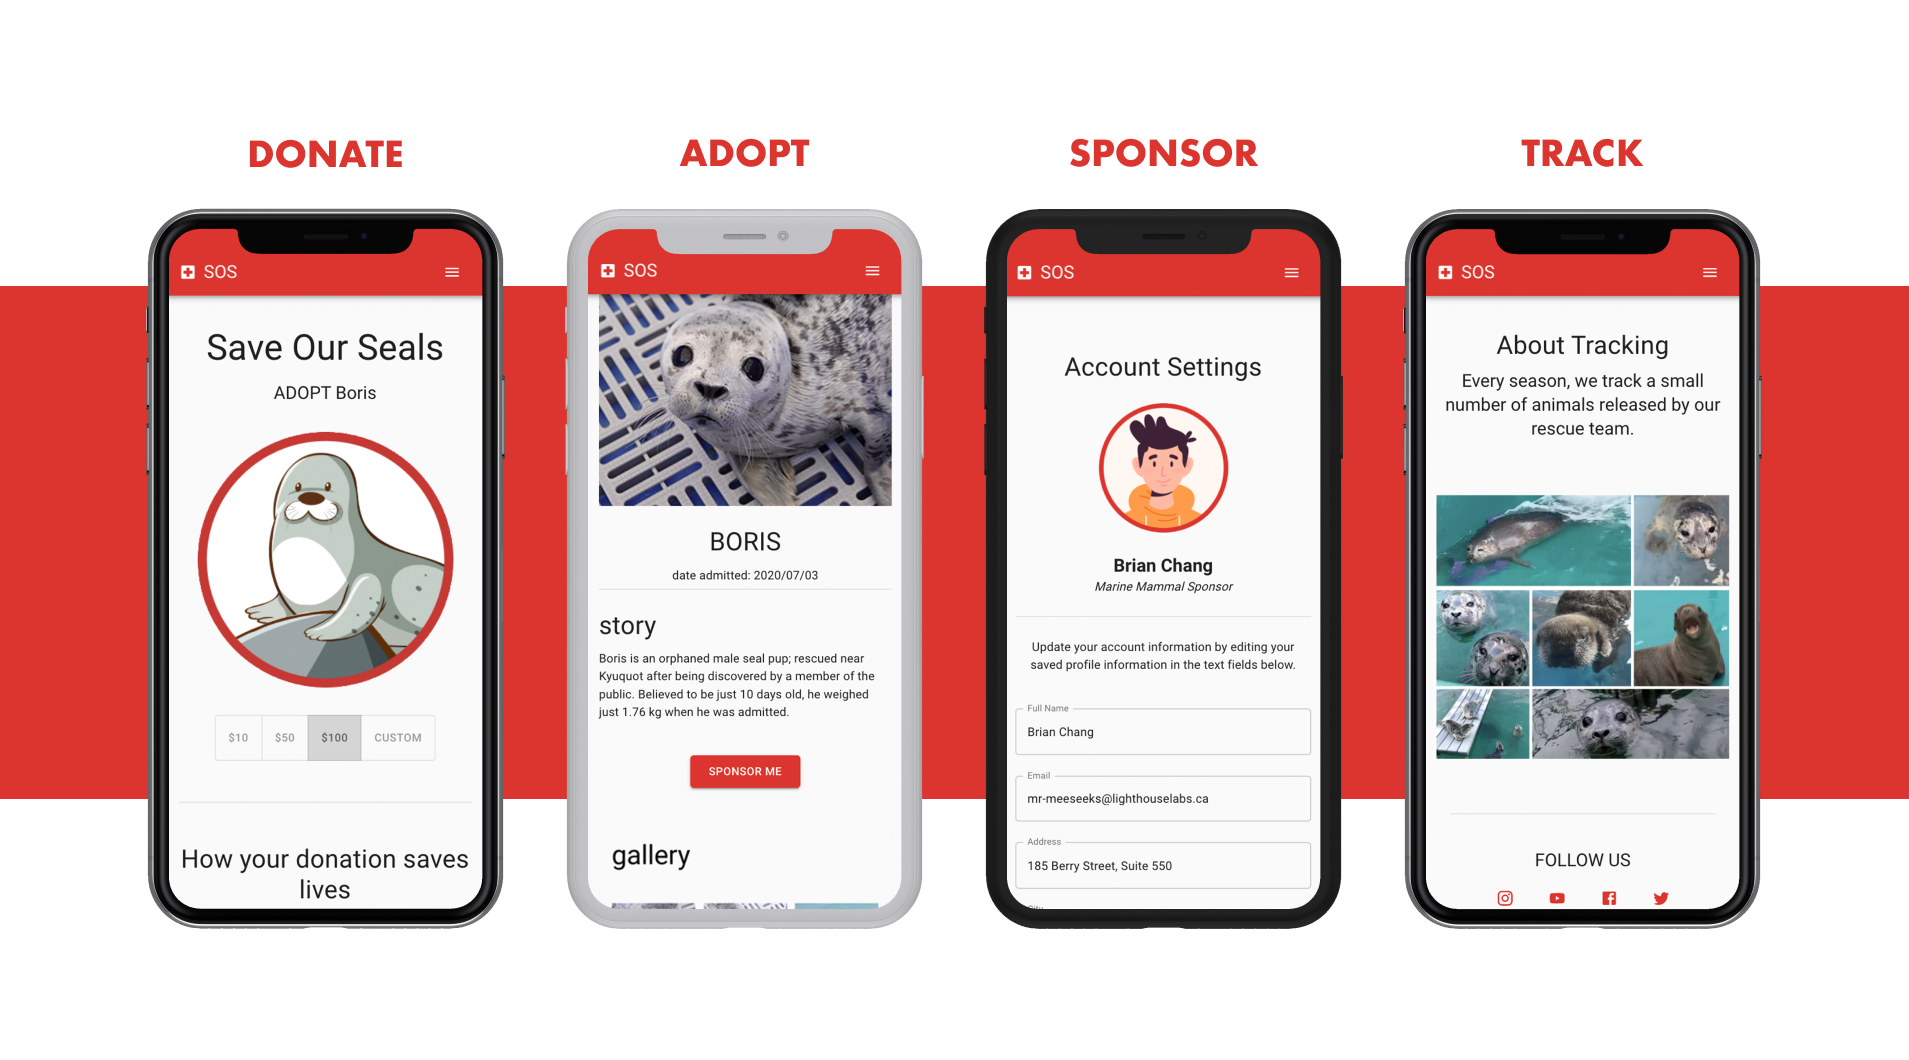 DONATE
SOS
Save Our Seals
ADOPT Boris
$10 $50 $100 CUSTOM
How your donation saves
lives
ADOPT
SOS
BORIS
date admitted: 2020/07/03
story
Boris is an orphaned male seal pup; rescued near
Kyuquot after being discovered by a member of the
public. Believed to be just 10 days old, he weighed
just 1.76 kg when he was admitted.
SPONSOR ME
gallery
SPONSOR
SOS
Account Settings
Brian Chang
Marine Mammal Sponsor
Update your account information by editing your
saved profile information in the text fields below.
Full Name
Brian Chang
Email
mr-meeseeks@lighthouselabs.ca
Address
185 Berry Street, Suite 550
City
TRACK
SOS
About Tracking
Every season, we track a small
number of animals released by our
rescue team.
FOLLOW US